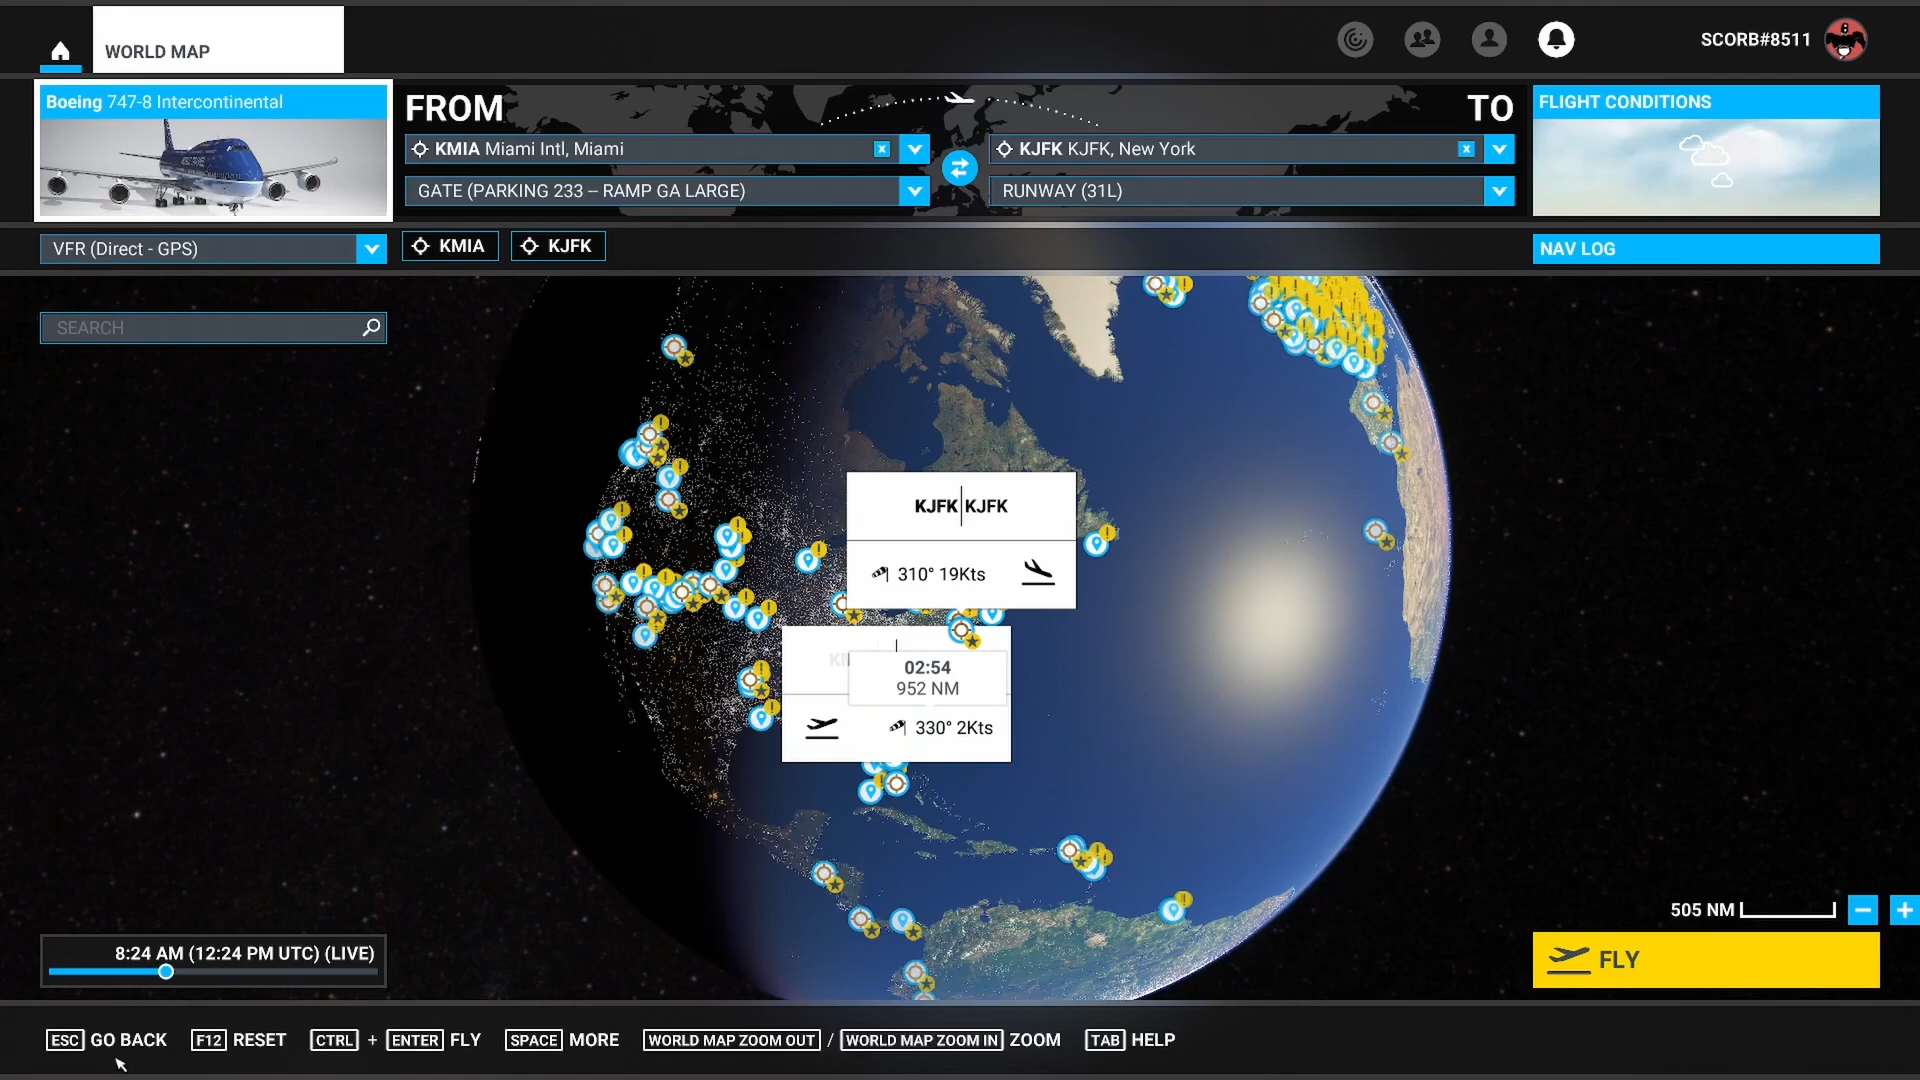 WORLD MAP
SCORB#8511
Boeing 747-8 Intercontinental
FROM
TO
FLIGHT CONDITIONS
KMIA Miami Intl, Miami
KJFK KJFK, New York
GATE (PARKING 233 – RAMP GA LARGE)
RUNWAY (31L)
VFR (Direct - GPS)
KMIA
KJFK
NAV LOG
SEARCH
KJFK KJFK
310° 19Kts
02:54
952 NM
330° 2Kts
505 NM
8:24 AM (12:24 PM UTC) (LIVE)
FLY
ESC GO BACK F12 RESET CTRL + ENTER FLY SPACE MORE WORLD MAP ZOOM OUT / WORLD MAP ZOOM IN ZOOM TAB HELP